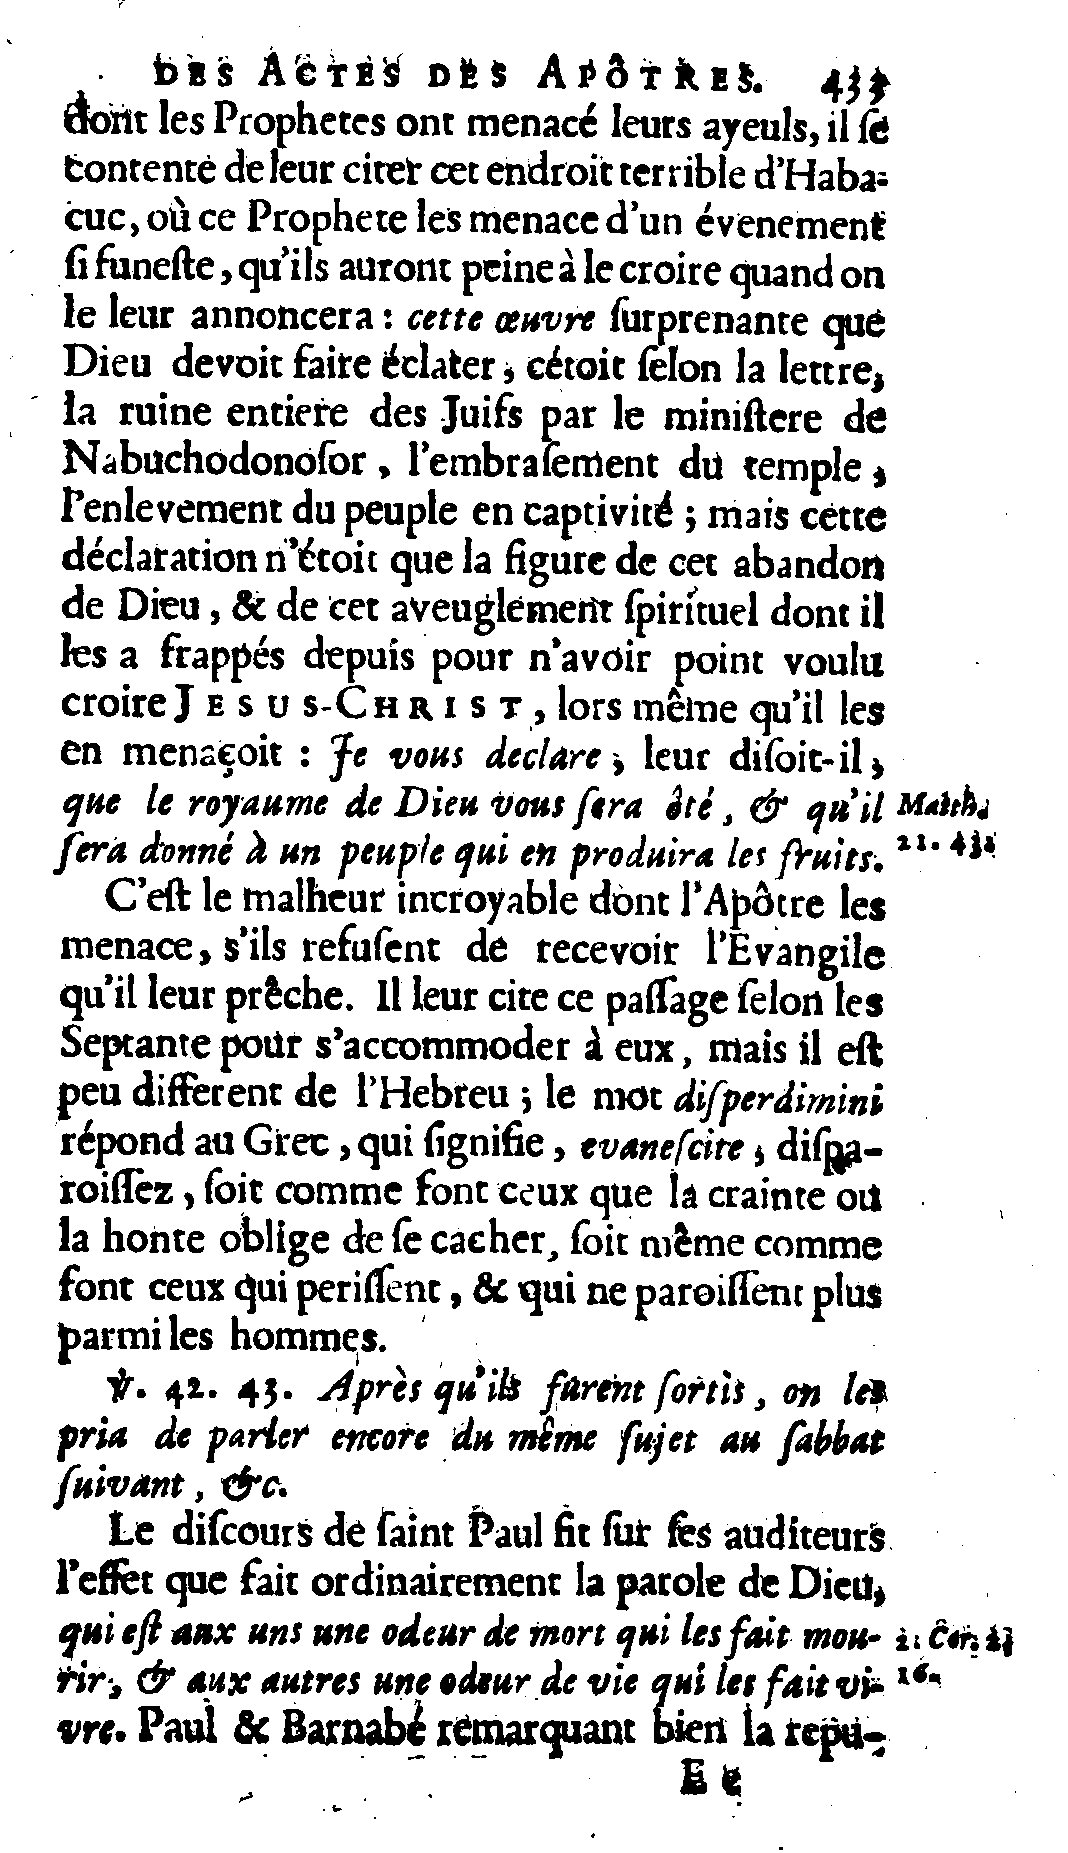 DES ACTES DES APÔTRES. 433
dont les Prophetes ont menacé leurs ayeuls, il ſe
contente de leur citer cet endroit terrible d'Haba-
cuc, où ce Prophete les menace d'un évenement
ſi funeſte, qu'ils auront peine à le croire quand on
le leur annoncera : cette œuvre ſurprenante que
Dieu devoit faire éclater, cétoit ſelon la lettre,
la ruine entiere des Juifs par le miniſtere de
Nabuchodonoſor, l'embraſement du temple,
l'enlevement du peuple en captivité ; mais cette
déclaration n'étoit que la figure de cet abandon
de Dieu, & de cet aveuglement ſpirituel dont il
les a frappés depuis pour n'avoir point voulu
croire JESUS-CHRIST, lors même qu'il les
en menaçoit : Je vous declare, leur diſoit-il,
que le royaume de Dieu vous ſera ôté, & qu'il Matth.
ſera donné à un peuple qui en produira les fruits. 21. 43.
C'eſt le malheur incroyable dont l'Apôtre les
menace, s'ils refuſent de recevoir l'Evangile
qu'il leur prêche. Il leur cite ce paſſage ſelon les
Septante pour s'accommoder à eux, mais il eſt
peu different de l'Hebreu ; le mot diſperdimini
répond au Grec, qui ſignifie, evaneſcite, diſpa-
roiſſez, ſoit comme font ceux que la crainte ou
la honte oblige de ſe cacher, ſoit même comme
font ceux qui periſſent, & qui ne paroiſſent plus
parmi les hommes.
℣. 42. 43. Après qu'ils furent ſortis, on les
pria de parler encore du même ſujet au ſabbat
ſuivant, &c.
Le diſcours de ſaint Paul fit ſur ſes auditeurs
l'effet que fait ordinairement la parole de Dieu,
qui eſt aux uns une odeur de mort qui les fait mou- 2. Cor. 2.
rir, & aux autres une odeur de vie qui les fait vi- 16.
vre. Paul & Barnabé remarquant bien la repu-
E e